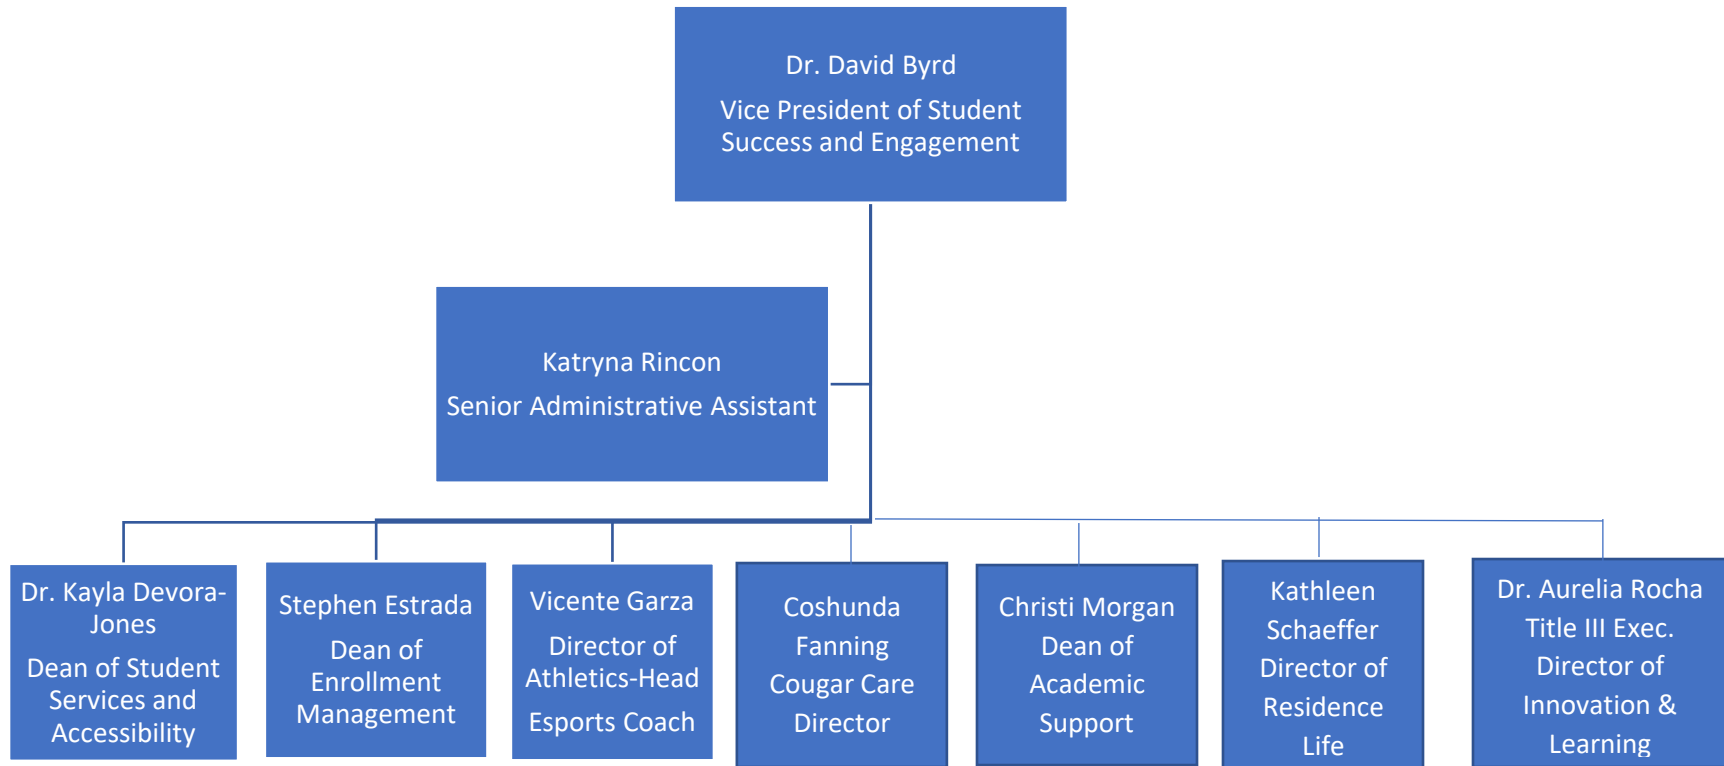 Dr. David Byrd
Vice President of Student
Success and Engagement
Katryna Rincon
Senior Administrative Assistant
Dr. Kayla Devora-
Jones
Dean of Student
Services and
Accessibility
Stephen Estrada
Dean of
Enrollment
Management
Vicente Garza
Director of
Athletics-Head
Esports Coach
Coshunda
Fanning
Cougar Care
Director
Christi Morgan
Dean of
Academic
Support
Kathleen
Schaeffer
Director of
Residence
Life
Dr. Aurelia Rocha
Title III Exec.
Director of
Innovation &
Learning